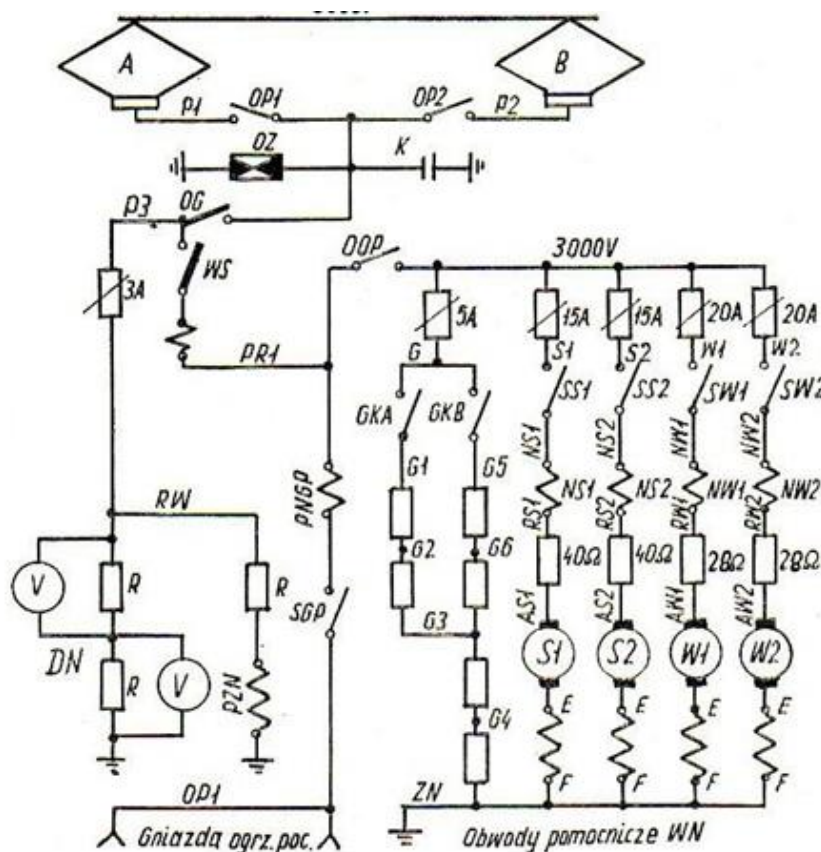 A
B
P1
OP1
OP2
P2
OZ
K
P3
OG
OOP
3000V
WS
3A
5A
15A
15A
20A
20A
PR1
G
S1
S2
W1
W2
GKA
GKB
SS1
SS2
SW1
SW2
NS1
NS2
NW1
NW2
G1
G5
PNGP
NS1
NS2
NW1
NW2
RW
RS1
RS2
RW1
RW2
G2
G6
40Ω
40Ω
28Ω
28Ω
V
R
R
SGP
G3
AS1
AS2
AW1
AW2
DN
S1
S2
W1
W2
R
V
PZN
G4
E
E
E
E
F
F
F
F
OP1
ZN
Gniazda ogrz. poc.
Obwody pomocnicze WN